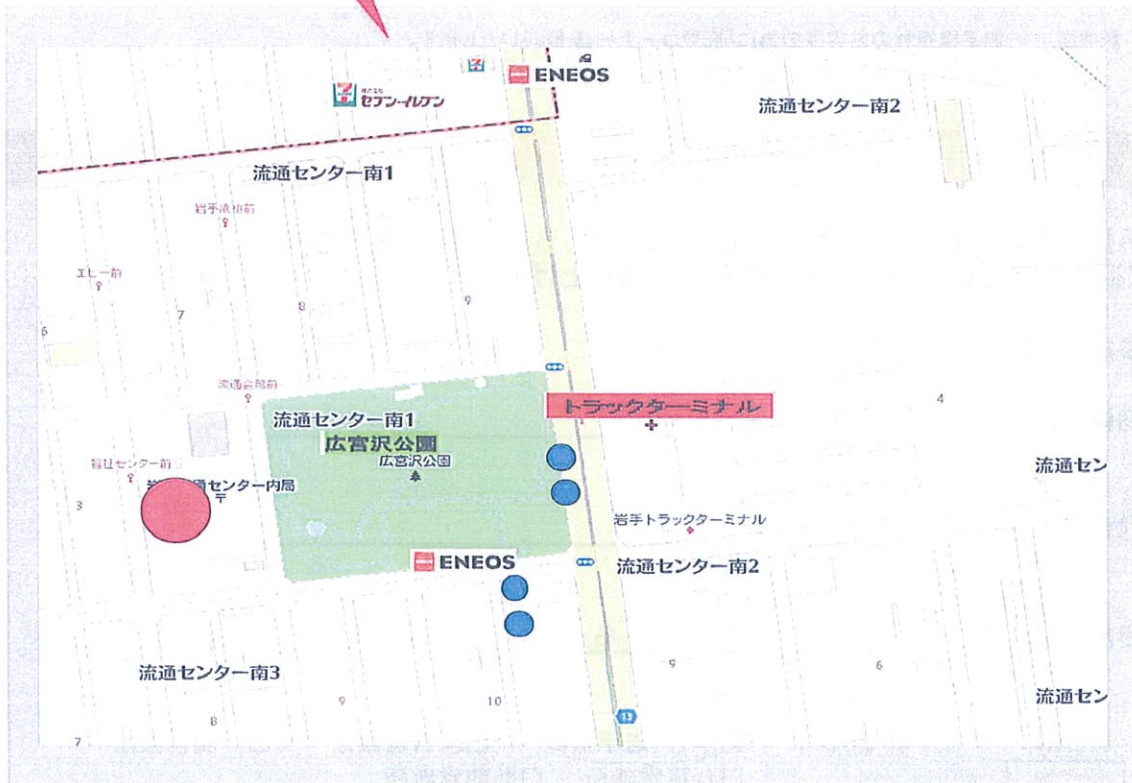 ENEOS
セブン-イレブン
流通センター南2
流通センター南1
エヒー前
7
8
9
6
流通会館前
トラックターミナル
4
流通センター南1
広宮沢公園
広宮沢公園
流通セン
福祉センター前
センター内局
3
岩手トラックターミナル
ENEOS
流通センター南2
流通センター南3
9
10
9
6
流通セン
8
13
7